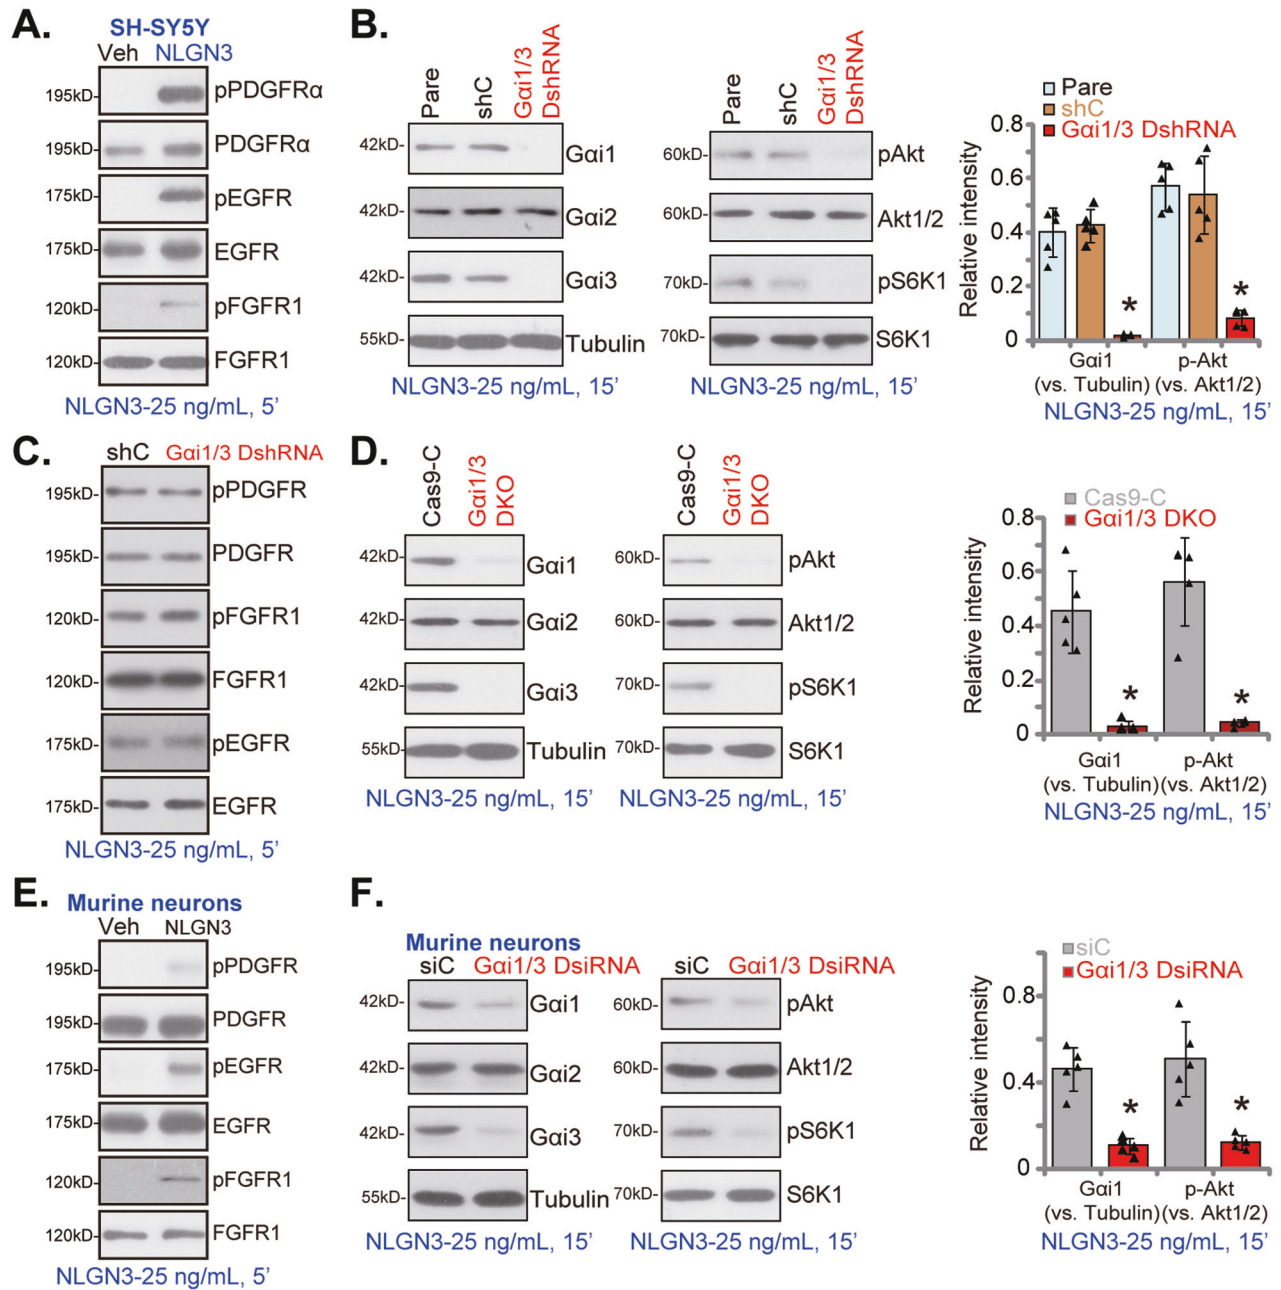 A.
SH-SY5Y
Veh NLGN3
195kD- pPDGFRα
195kD- PDGFRα
175kD- pEGFR
175kD- EGFR
120kD- pFGFR1
120kD- FGFR1
NLGN3-25 ng/mL, 5’
B.
Pare shC Gαi1/3 DshRNA
42kD- Gαi1
42kD- Gαi2
42kD- Gαi3
55kD- Tubulin
NLGN3-25 ng/mL, 15’
Pare shC Gαi1/3 DshRNA
60kD- pAkt
60kD- Akt1/2
70kD- pS6K1
70kD- S6K1
NLGN3-25 ng/mL, 15’
Pare
shC
Gαi1/3 DshRNA
Relative intensity
0.8
0.6
0.4
0.2
0
* *
Gαi1 p-Akt
(vs. Tubulin) (vs. Akt1/2)
NLGN3-25 ng/mL, 15’
C.
shC Gαi1/3 DshRNA
195kD- pPDGFR
195kD- PDGFR
120kD- pFGFR1
120kD- FGFR1
175kD- pEGFR
175kD- EGFR
NLGN3-25 ng/mL, 5’
D.
Cas9-C Gαi1/3 DKO
42kD- Gαi1
42kD- Gαi2
42kD- Gαi3
55kD- Tubulin
NLGN3-25 ng/mL, 15’
Cas9-C Gαi1/3 DKO
60kD- pAkt
60kD- Akt1/2
70kD- pS6K1
70kD- S6K1
NLGN3-25 ng/mL, 15’
Cas9-C
Gαi1/3 DKO
Relative intensity
0.8
0.6
0.4
0.2
0
* *
Gαi1 p-Akt
(vs. Tubulin) (vs. Akt1/2)
NLGN3-25 ng/mL, 15’
E.
Murine neurons
Veh NLGN3
195kD- pPDGFR
195kD- PDGFR
175kD- pEGFR
175kD- EGFR
120kD- pFGFR1
120kD- FGFR1
NLGN3-25 ng/mL, 5’
F.
Murine neurons
siC Gαi1/3 DsiRNA
42kD- Gαi1
42kD- Gαi2
42kD- Gαi3
55kD- Tubulin
NLGN3-25 ng/mL, 15’
siC Gαi1/3 DsiRNA
60kD- pAkt
60kD- Akt1/2
70kD- pS6K1
70kD- S6K1
NLGN3-25 ng/mL, 15’
siC
Gαi1/3 DsiRNA
Relative intensity
0.8
0.4
0
* *
Gαi1 p-Akt
(vs. Tubulin) (vs. Akt1/2)
NLGN3-25 ng/mL, 15’